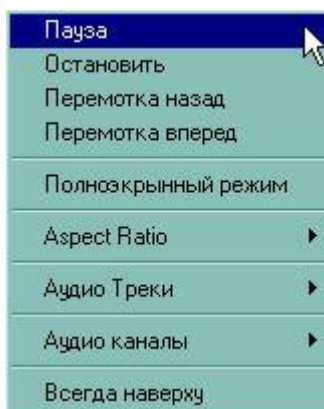 Пауза
Остановить
Перемотка назад
Перемотка вперед
Полноэкрынный режим
Aspect Ratio
Аудио Треки
Аудио каналы
Всегда наверху